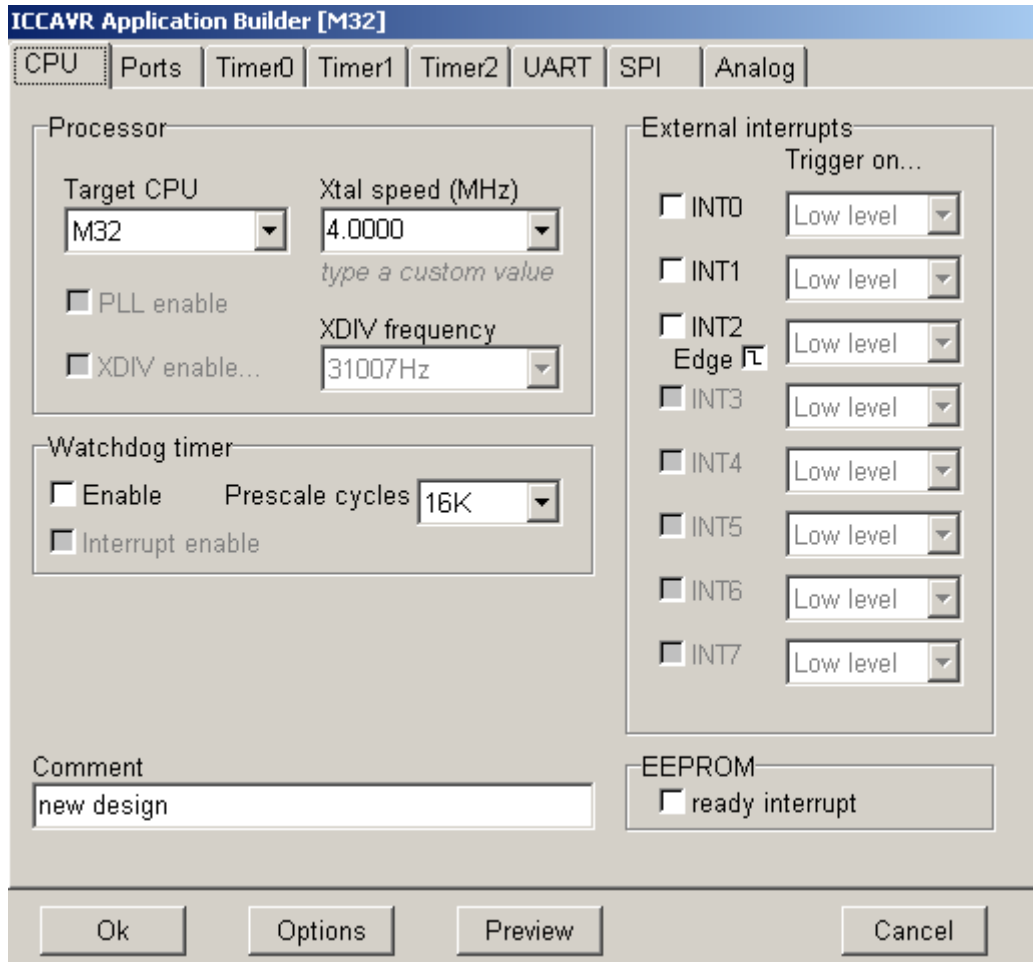 ICCAVR Application Builder [M32]
CPU Ports Timer0 Timer1 Timer2 UART SPI Analog
Processor
Target CPU Xtal speed (MHz)
M32 4.0000
type a custom value
PLL enable
XDIV frequency
XDIV enable... 31007Hz
Watchdog timer
Enable Prescale cycles 16K
Interrupt enable
External interrupts
Trigger on...
INT0 Low level
INT1 Low level
INT2 Low level
Edge
INT3 Low level
INT4 Low level
INT5 Low level
INT6 Low level
INT7 Low level
Comment
new design
EEPROM
ready interrupt
Ok Options Preview Cancel